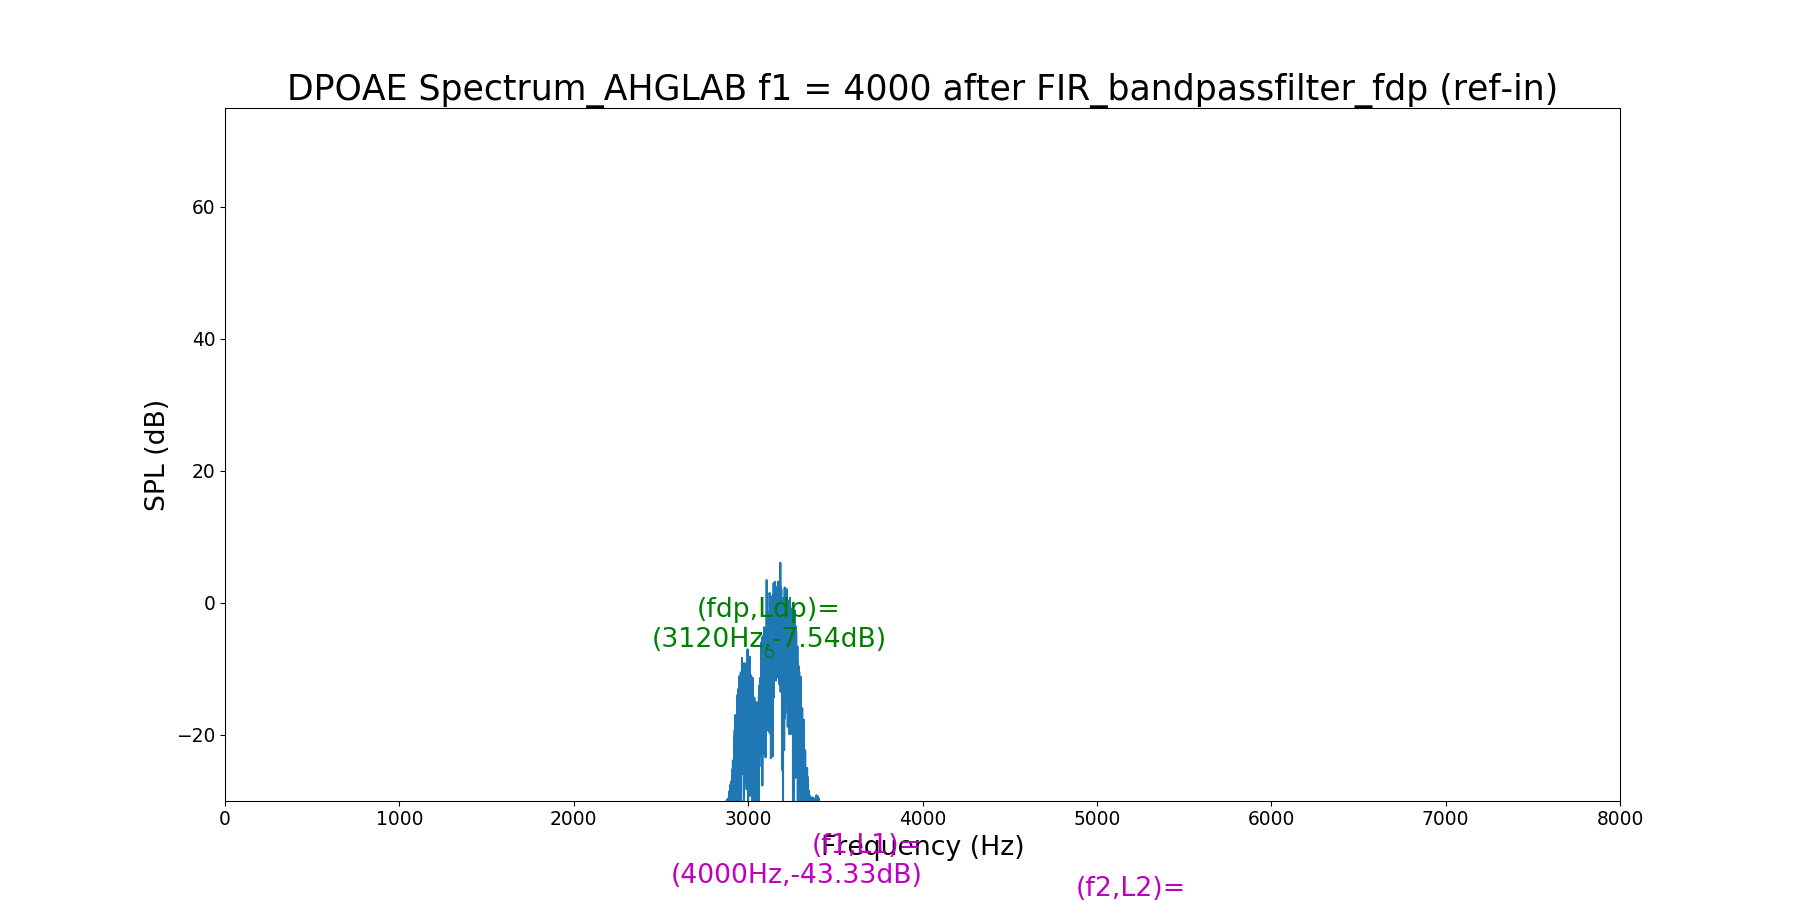 DPOAE Spectrum_AHGLAB f1 = 4000 after FIR_bandpassfilter_fdp (ref-in)
60
40
20
0
−20
SPL (dB)
(fdp,Ldp)=
(3120Hz,-7.54dB)
6
0
1000
2000
3000
4000
5000
6000
7000
8000
Frequency (Hz)
(f1,L1)=
(4000Hz,-43.33dB)
(f2,L2)=